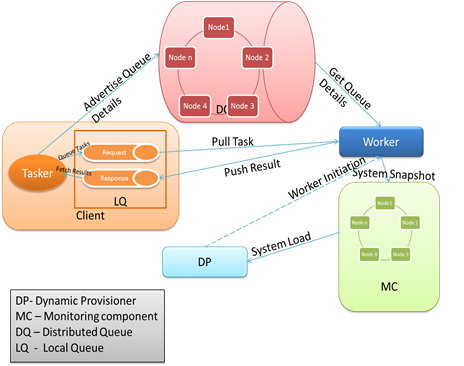 Node1
Node n
Node 2
Node 4
Node 3
DQ
Advertise Queue
Details
Get Queue
Details
Queue Tasks
Request
Pull Task
Worker
Tasker
Fetch Results
Response
Push Result
LQ
Client
Worker Initiation
System Snapshot
Node1
Node n
Node 2
Node 4
Node 3
MC
System Load
DP
DP- Dynamic Provisioner
MC – Monitoring component
DQ – Distributed Queue
LQ - Local Queue